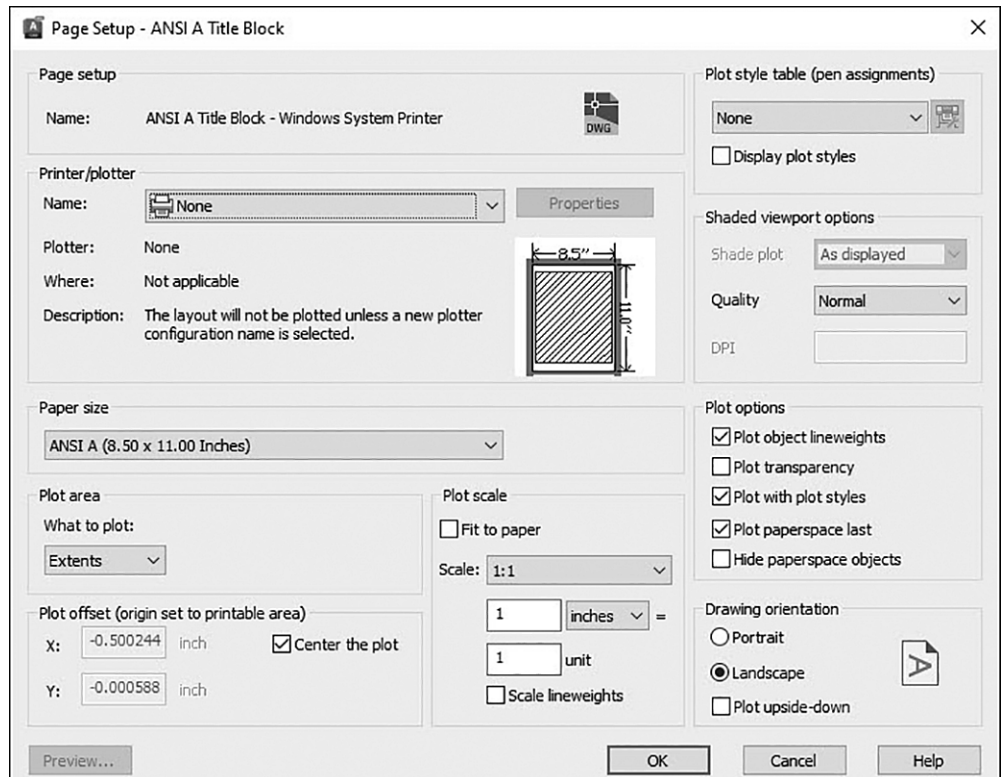 Page Setup - ANSI A Title Block
Page setup
Name: ANSI A Title Block - Windows System Printer
DWG
Printer/plotter
Name: None
Properties
Plotter: None
Where: Not applicable
Description: The layout will not be plotted unless a new plotter
configuration name is selected.
8.5"
11.0"
Paper size
ANSI A (8.50 x 11.00 Inches)
Plot area
What to plot:
Extents
Plot offset (origin set to printable area)
X: -0.500244 inch
Center the plot
Y: -0.000588 inch
Plot scale
Fit to paper
Scale: 1:1
1 inches =
1 unit
Scale lineweights
Plot style table (pen assignments)
None
Display plot styles
Shaded viewport options
Shade plot As displayed
Quality Normal
DPI
Plot options
Plot object lineweights
Plot transparency
Plot with plot styles
Plot paperspace last
Hide paperspace objects
Drawing orientation
Portrait
Landscape
A
Plot upside-down
Preview...
OK
Cancel
Help